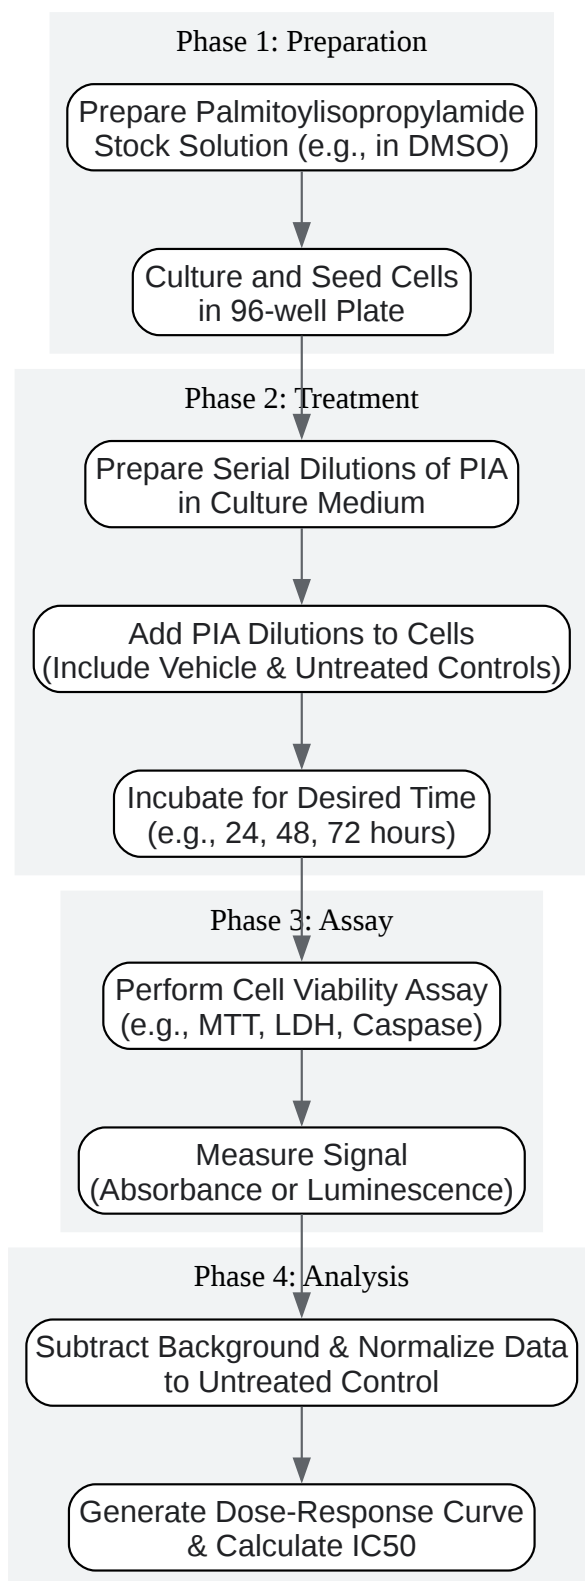 Phase 1: Preparation
Prepare Palmitoylisopropylamide
Stock Solution (e.g., in DMSO)
Culture and Seed Cells
in 96-well Plate
Phase 2: Treatment
Prepare Serial Dilutions of PIA
in Culture Medium
Add PIA Dilutions to Cells
(Include Vehicle & Untreated Controls)
Incubate for Desired Time
(e.g., 24, 48, 72 hours)
Phase 3: Assay
Perform Cell Viability Assay
(e.g., MTT, LDH, Caspase)
Measure Signal
(Absorbance or Luminescence)
Phase 4: Analysis
Subtract Background & Normalize Data
to Untreated Control
Generate Dose-Response Curve
& Calculate IC50